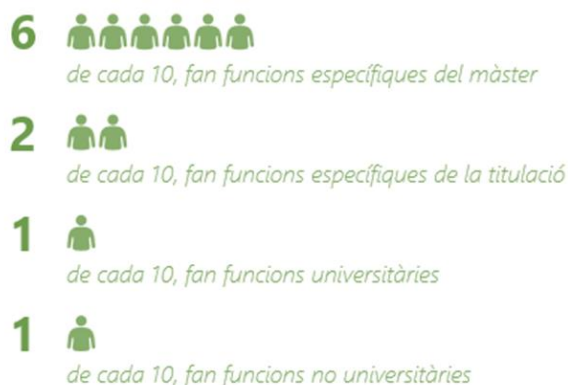 6
de cada 10, fan funcions específiques del màster
2
de cada 10, fan funcions específiques de la titulació
1
de cada 10, fan funcions universitàries
1
de cada 10, fan funcions no universitàries